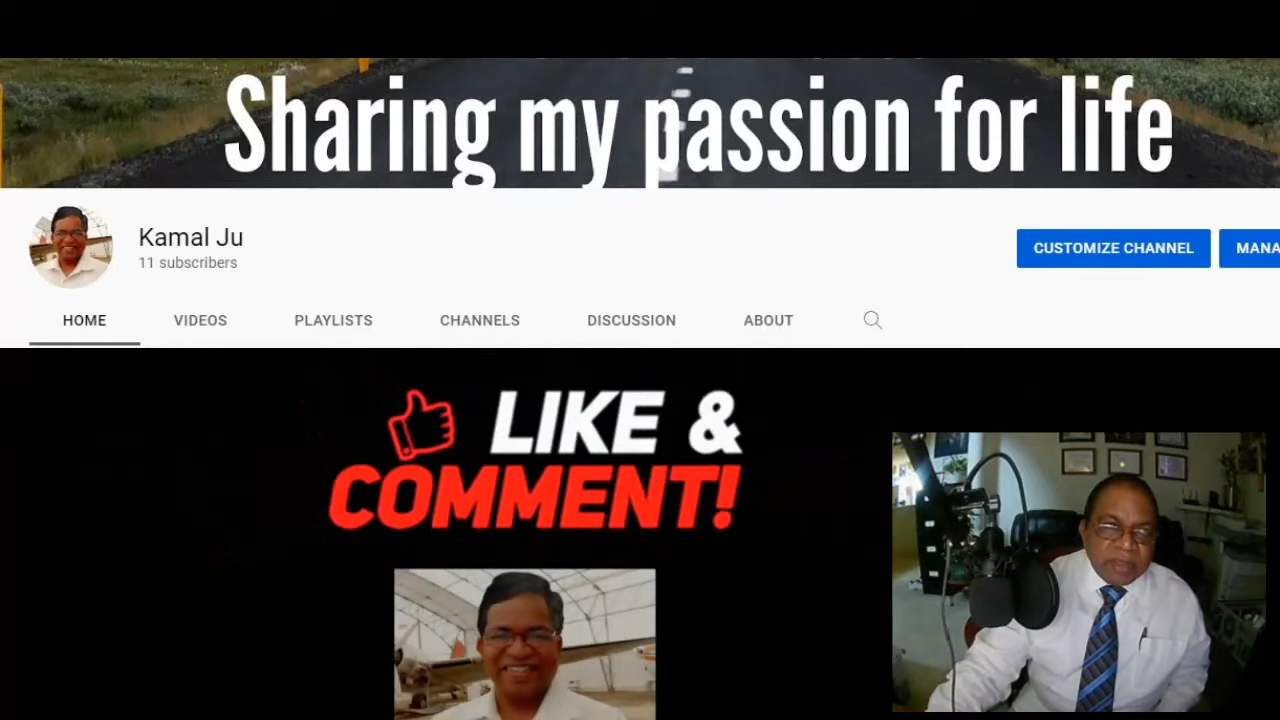 Sharing my passion for life
Kamal Ju
11 subscribers
CUSTOMIZE CHANNEL MANA
HOME VIDEOS PLAYLISTS CHANNELS DISCUSSION ABOUT
LIKE &
COMMENT!